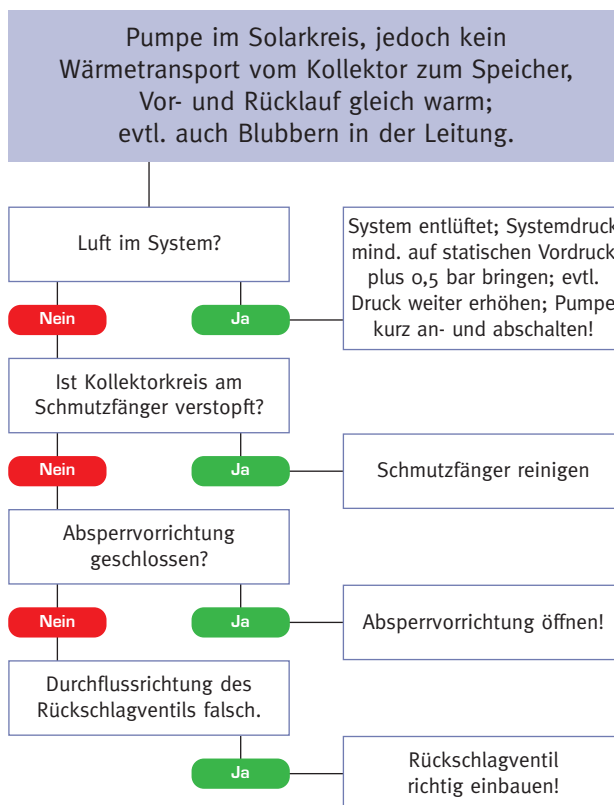 Pumpe im Solarkreis, jedoch kein
Wärmetransport vom Kollektor zum Speicher,
Vor- und Rücklauf gleich warm;
evtl. auch Blubbern in der Leitung.
Luft im System?
System entlüftet; Systemdruck
mind. auf statischen Vordruck
plus 0,5 bar bringen; evtl.
Druck weiter erhöhen; Pumpe
kurz an- und abschalten!
Nein
Ja
Ist Kollektorkreis am
Schmutzfänger verstopft?
Nein
Ja
Schmutzfänger reinigen
Absperrvorrichtung
geschlossen?
Nein
Ja
Absperrvorrichtung öffnen!
Durchflussrichtung des
Rückschlagventils falsch.
Ja
Rückschlagventil
richtig einbauen!